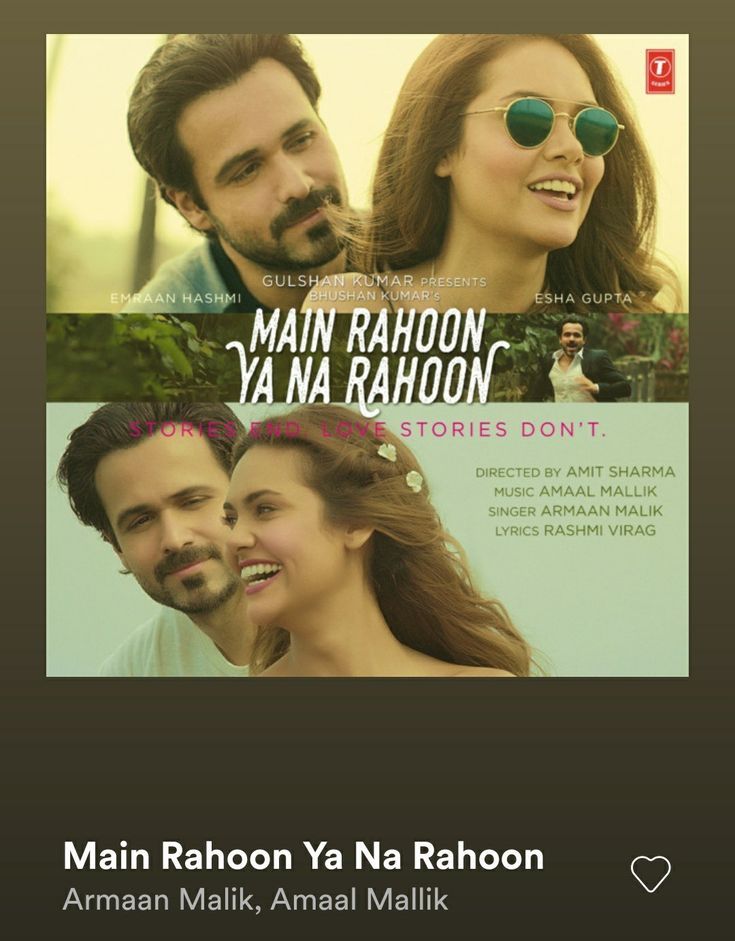 T
SERIES
GULSHAN KUMAR PRESENTS
EMRAAN HASHMI
BHUSHAN KUMAR'S
ESHA GUPTA
MAIN RAHOON
YA NA RAHOON
STORIES END. LOVE STORIES DON'T.
DIRECTED BY AMIT SHARMA
MUSIC AMAAL MALLIK
SINGER ARMAAN MALIK
LYRICS RASHMI VIRAG
Main Rahoon Ya Na Rahoon
Armaan Malik, Amaal Mallik